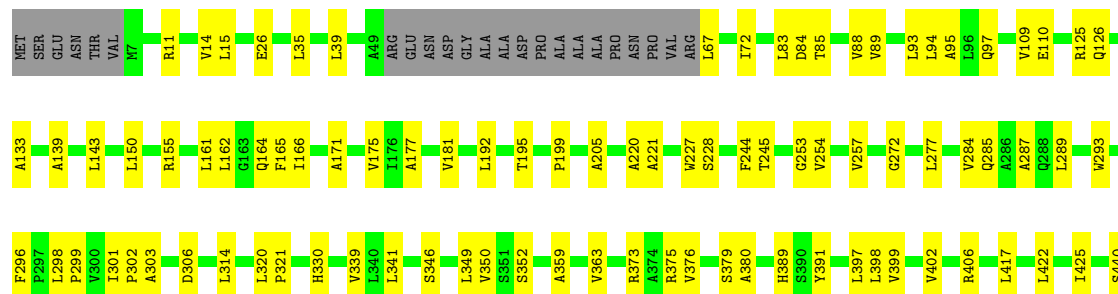 MET SER GLU ASN THR VAL M7 R11 V14 L15 E26 L35 L39 A49 ARG GLU ASN ASP GLY ALA ALA ASP PRO ALA ALA ALA PRO ASN PRO VAL ARG L67 I72 L83 D84 T85 V88 V89 L93 L94 A95 L96 Q97 V109 E110 R125 Q126
A133 A139 L143 L150 R155 L161 L162 G163 Q164 F165 I166 A171 V175 I176 A177 V181 L192 T195 P199 A205 A220 A221 W227 S228 F244 T245 G253 V254 V257 G272 L277 V284 Q285 A286 A287 Q288 L289 W293
F296 P297 L298 P299 V300 I301 P302 A303 D306 L314 L320 P321 H330 V339 L340 L341 S346 L349 V350 S351 S352 A359 V363 R373 A374 R375 V376 S379 A380 H389 S390 Y391 L397 L398 V399 V402 R406 L417 L422 I425